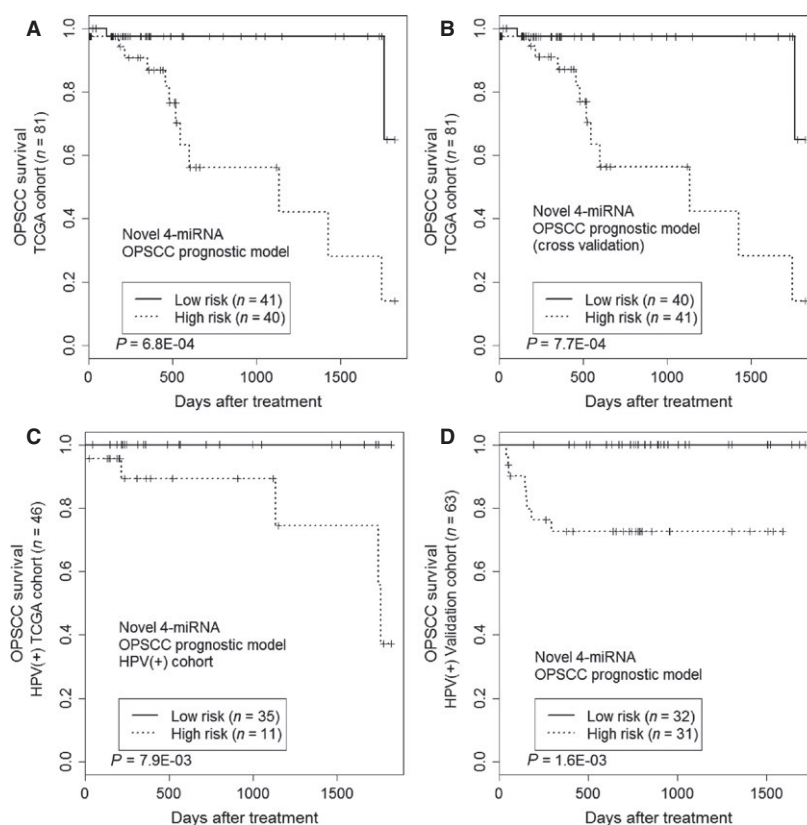 A
OPSCC survival
TCGA cohort (n = 81)
1.0
0.8
0.6
0.4
0.2
0.0
Novel 4-miRNA
OPSCC prognostic model
Low risk (n = 41)
High risk (n = 40)
P = 6.8E-04
0 500 1000 1500
Days after treatment
B
OPSCC survival
TCGA cohort (n = 81)
1.0
0.8
0.6
0.4
0.2
0.0
Novel 4-miRNA
OPSCC prognostic model
(cross validation)
Low risk (n = 40)
High risk (n = 41)
P = 7.7E-04
0 500 1000 1500
Days after treatment
C
OPSCC survival
HPV(+) TCGA cohort (n = 46)
1.0
0.8
0.6
0.4
0.2
0.0
Novel 4-miRNA
OPSCC prognostic model
HPV(+) cohort
Low risk (n = 35)
High risk (n = 11)
P = 7.9E-03
0 500 1000 1500
Days after treatment
D
OPSCC survival
HPV(+) Validation cohort (n = 63)
1.0
0.8
0.6
0.4
0.2
0.0
Novel 4-miRNA
OPSCC prognostic model
Low risk (n = 32)
High risk (n = 31)
P = 1.6E-03
0 500 1000 1500
Days after treatment